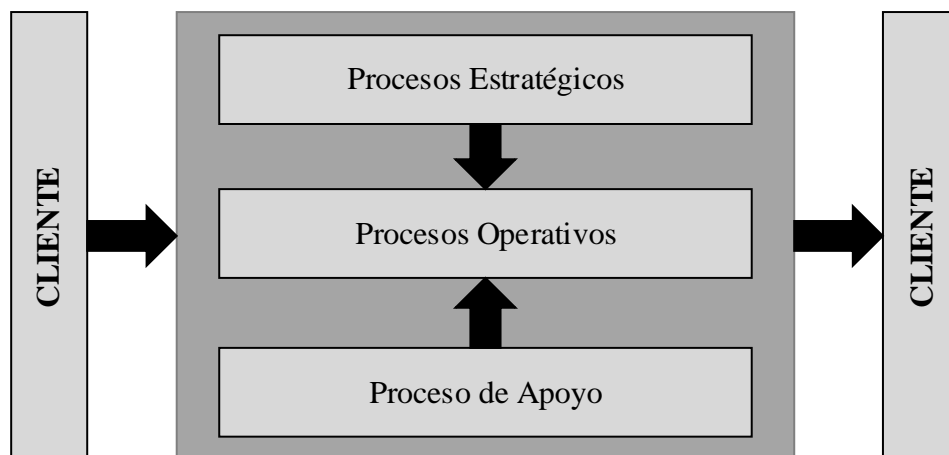 CLIENTE
Procesos Estratégicos
Procesos Operativos
Proceso de Apoyo
CLIENTE